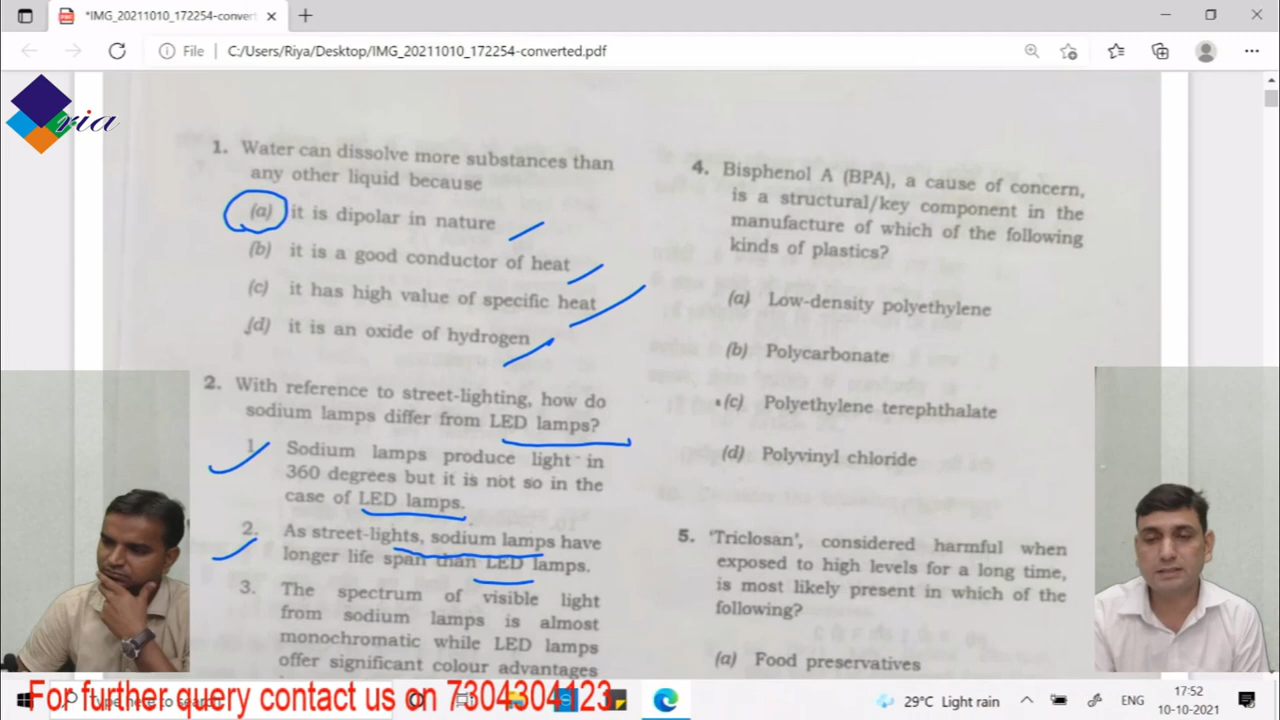 *IMG_20211010_172254-conver
File
C:/Users/Riya/Desktop/IMG_20211010_172254-converted.pdf
ria
1. Water can dissolve more substances than
any other liquid because
(a) it is dipolar in nature
(b) it is a good conductor of heat
(c) it has high value of specific heat
(d) it is an oxide of hydrogen
2. With reference to street-lighting, how do
sodium lamps differ from LED lamps?
1. Sodium lamps produce light in
360 degrees but it is not so in the
case of LED lamps.
2. As street-lights, sodium lamps have
longer life span than LED lamps.
3. The spectrum of visible light
from sodium lamps is almost
monochromatic while LED lamps
offer significant colour advantages
4. Bisphenol A (BPA), a cause of concern,
is a structural/key component in the
manufacture of which of the following
kinds of plastics?
(a) Low-density polyethylene
(b) Polycarbonate
(c) Polyethylene terephthalate
(d) Polyvinyl chloride
5. 'Triclosan', considered harmful when
exposed to high levels for a long time,
is most likely present in which of the
following?
(a) Food preservatives
For further query contact us on 7304304123
29°C Light rain
ENG
17:52
10-10-2021